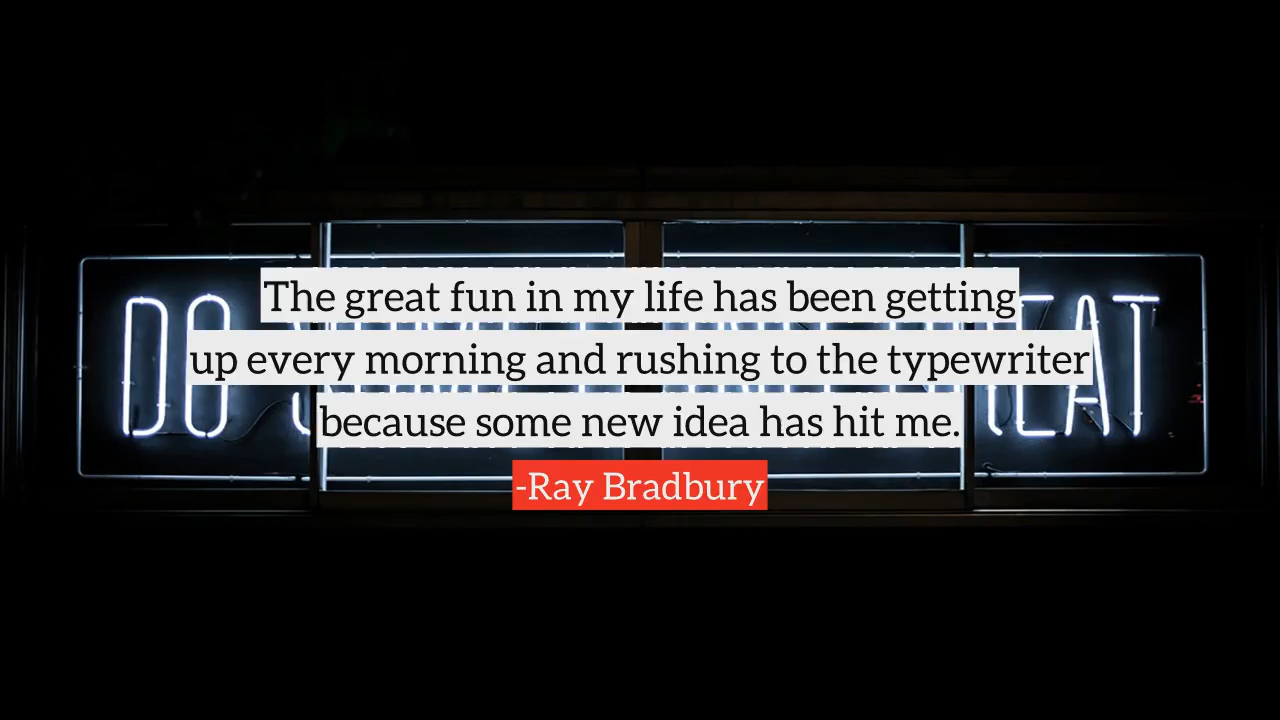 The great fun in my life has been getting
up every morning and rushing to the typewriter
because some new idea has hit me.
-Ray Bradbury
DO